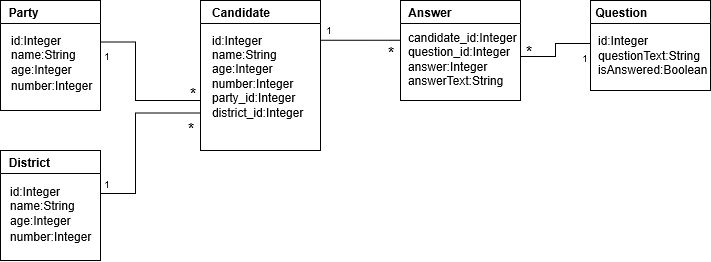 Party
id:Integer
name:String
age:Integer
number:Integer
1
*
Candidate
id:Integer
name:String
age:Integer
number:Integer
party_id:Integer
district_id:Integer
1
*
Answer
candidate_id:Integer
question_id:Integer
answer:Integer
answerText:String
*
1
Question
id:Integer
questionText:String
isAnswered:Boolean
District
id:Integer
name:String
age:Integer
number:Integer
1
*